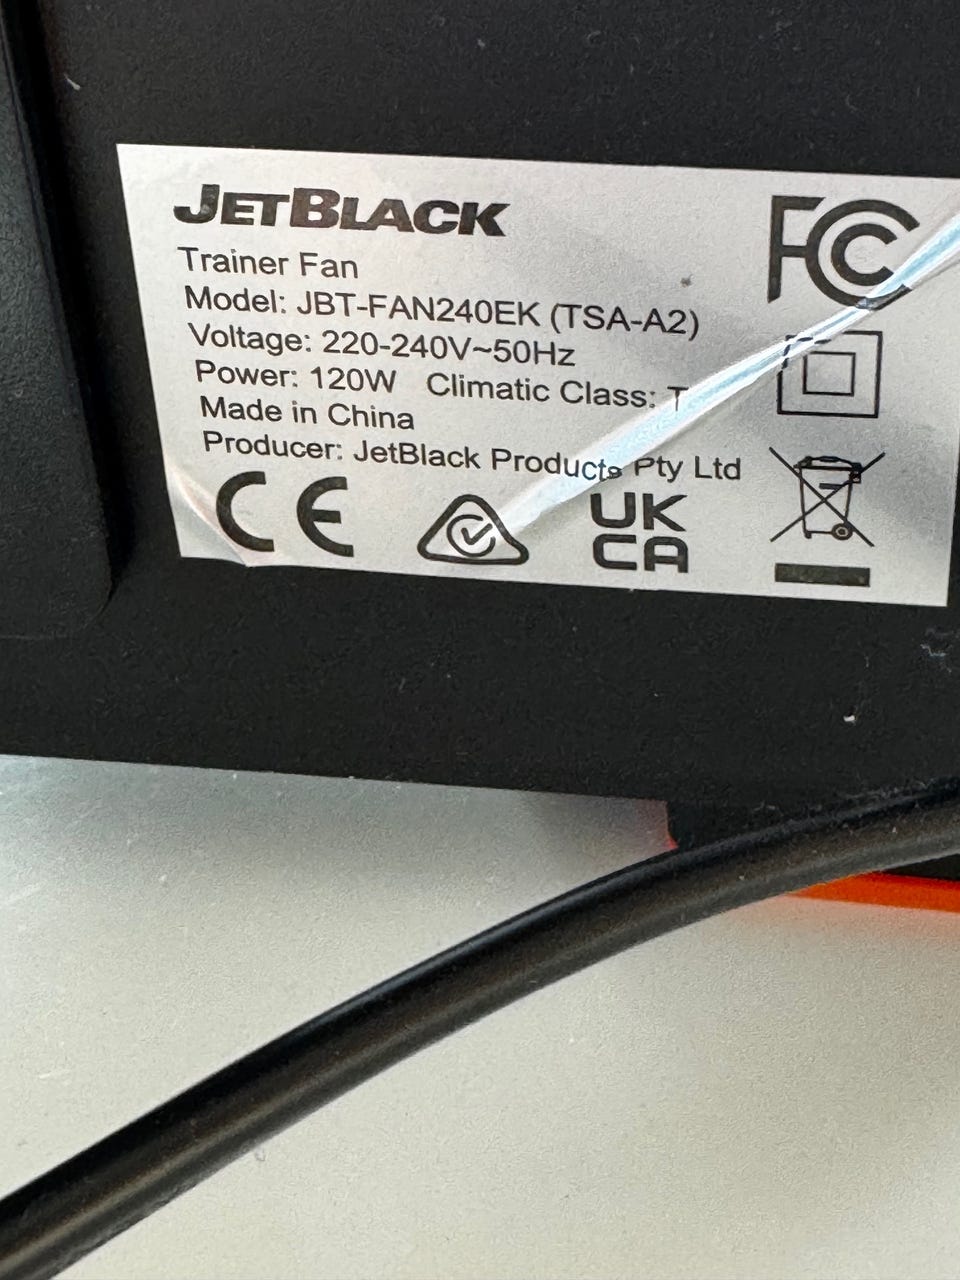 JETBLACK
FC
Trainer Fan
Model: JBT-FAN240EK (TSA-A2)
Voltage: 220-240V~50Hz
Power: 120W Climatic Class: T
Made in China
Producer: JetBlack Products Pty Ltd
CE
UK
CA